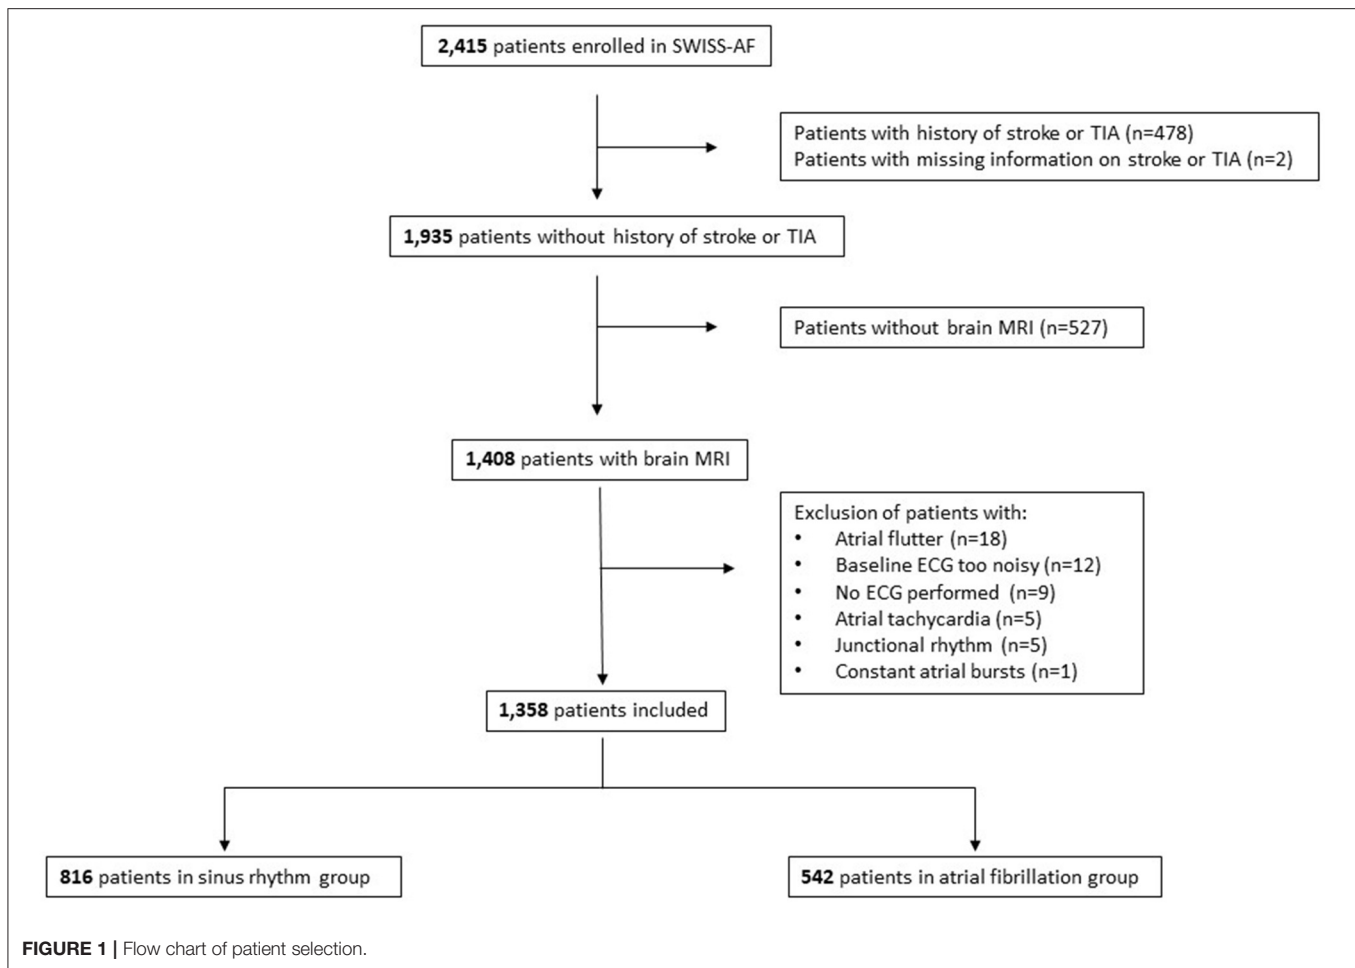 2,415 patients enrolled in SWISS-AF
Patients with history of stroke or TIA (n=478)
Patients with missing information on stroke or TIA (n=2)
1,935 patients without history of stroke or TIA
Patients without brain MRI (n=527)
1,408 patients with brain MRI
Exclusion of patients with:
• Atrial flutter (n=18)
• Baseline ECG too noisy (n=12)
• No ECG performed (n=9)
• Atrial tachycardia (n=5)
• Junctional rhythm (n=5)
• Constant atrial bursts (n=1)
1,358 patients included
816 patients in sinus rhythm group
542 patients in atrial fibrillation group
FIGURE 1 | Flow chart of patient selection.